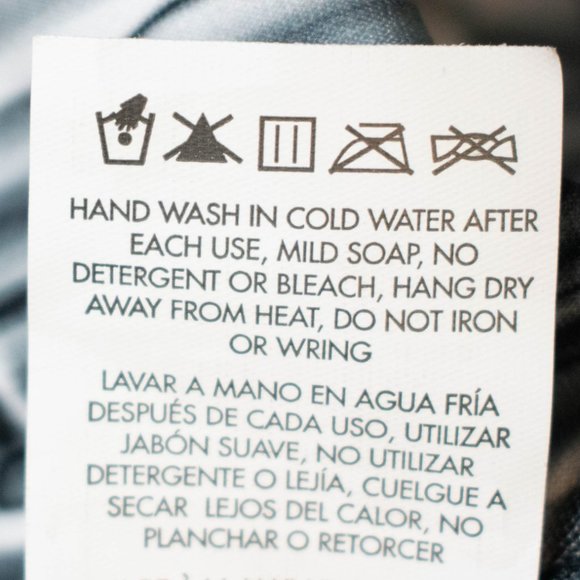 HAND WASH IN COLD WATER AFTER
EACH USE, MILD SOAP, NO
DETERGENT OR BLEACH, HANG DRY
AWAY FROM HEAT, DO NOT IRON
OR WRING
LAVAR A MANO EN AGUA FRÍA
DESPUÉS DE CADA USO, UTILIZAR
JABÓN SUAVE, NO UTILIZAR
DETERGENTE O LEJÍA, CUELGUE A
SECAR LEJOS DEL CALOR, NO
PLANCHAR O RETORCER